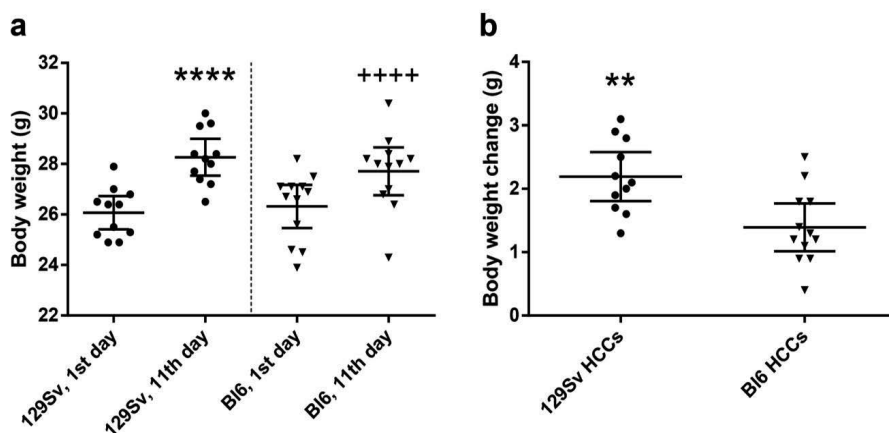 a
Body weight (g)
30
28
26
24
22
****
++++
129Sv, 1st day
129Sv, 11th day
Bl6, 1st day
Bl6, 11th day
b
Body weight change (g)
4
3
2
1
0
**
129Sv HCCs
Bl6 HCCs